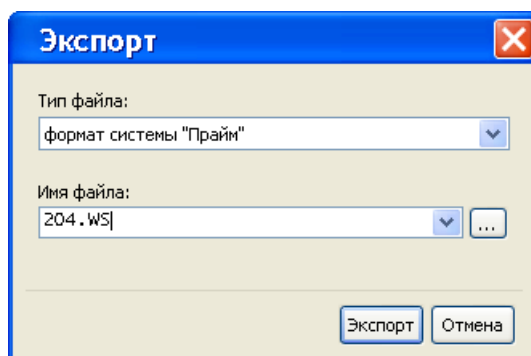 Экспорт
Тип файла:
формат системы "Прайм"
Имя файла:
204.WS
...
Экспорт Отмена